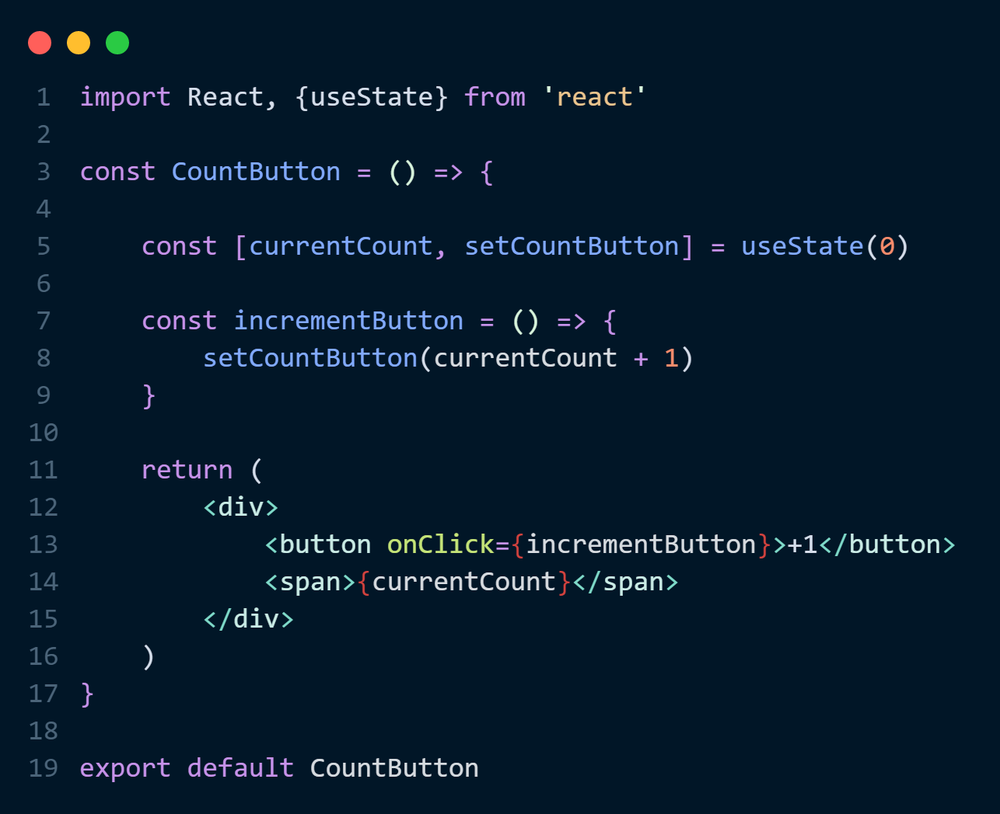 1 import React, {useState} from 'react'
2
3 const CountButton = () => {
4
5     const [currentCount, setCountButton] = useState(0)
6
7     const incrementButton = () => {
8         setCountButton(currentCount + 1)
9     }
10
11     return (
12         <div>
13             <button onClick={incrementButton}>+1</button>
14             <span>{currentCount}</span>
15         </div>
16     )
17 }
18
19 export default CountButton